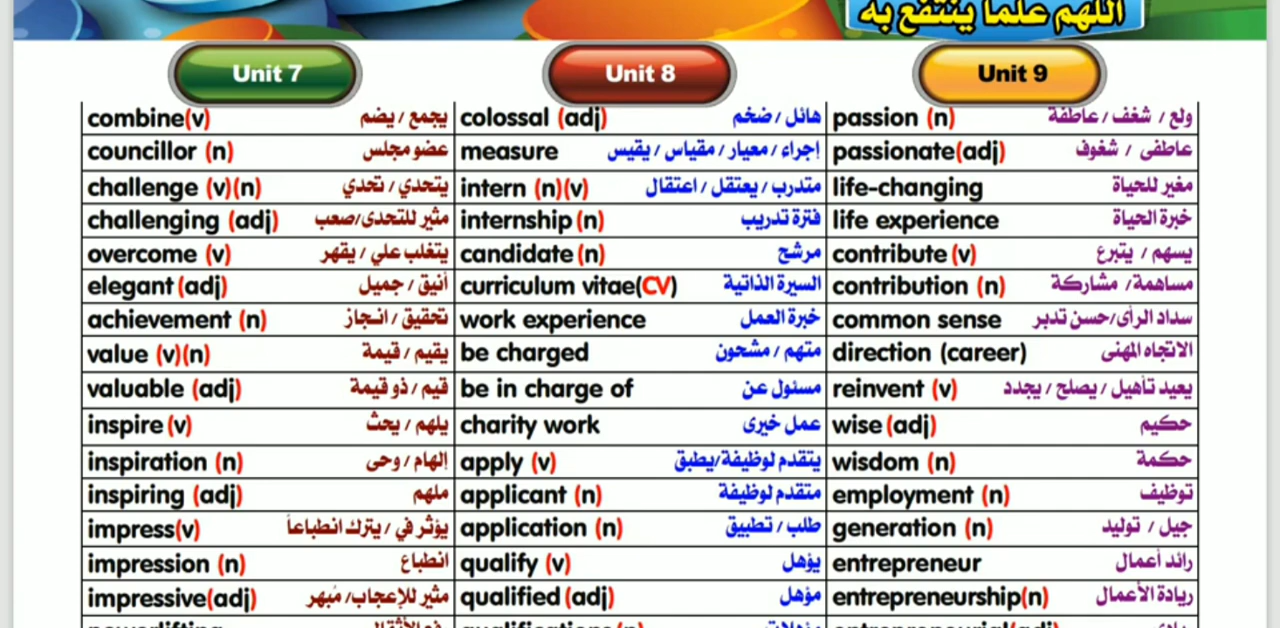 اللهم علما ينتفع به
Unit 7 Unit 8 Unit 9
combine(v) يجمع / يضم colossal (adj) هائل / ضخم passion (n) ولع / شغف / عاطفة
councillor (n) عضو مجلس measure إجراء / معيار / مقياس / يقيس passionate(adj) عاطفى / شغوف
challenge (v)(n) يتحدي / تحدي intern (n)(v) متدرب / يعتقل / اعتقال life-changing مغير للحياة
challenging (adj) مثير للتحدى/صعب internship (n) فترة تدريب life experience خبرة الحياة
overcome (v) يتغلب علي / يقهر candidate (n) مرشح contribute (v) يسهم / يتبرع
elegant (adj) أنيق / جميل curriculum vitae(CV) السيرة الذاتية contribution (n) مساهمة/ مشاركة
achievement (n) تحقيق / انجاز work experience خبرة العمل common sense سداد الرأى/حسن تدبر
value (v)(n) يقيم / قيمة be charged متهم / مشحون direction (career) الاتجاه المهنى
valuable (adj) قيم / ذو قيمة be in charge of مسئول عن reinvent (v) يعيد تأهيل / يصلح / يجدد
inspire (v) يلهم / يحث charity work عمل خيرى wise (adj) حكيم
inspiration (n) إلهام / وحى apply (v) يتقدم لوظيفة/يطبق wisdom (n) حكمة
inspiring (adj) ملهم applicant (n) متقدم لوظيفة employment (n) توظيف
impress(v) يؤثر في / يترك انطباعاً application (n) طلب / تطبيق generation (n) جيل / توليد
impression (n) انطباع qualify (v) يؤهل entrepreneur رائد أعمال
impressive(adj) مثير للإعجاب/ مُبهر qualified (adj) مؤهل entrepreneurship(n) ريادة الأعمال